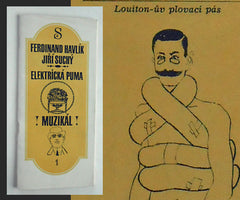 Louiton-ův plovací pás
S
FERDINAND HAVLÍK
JIŘÍ SUCHÝ
ELEKTRICKÁ PUMA
! MUZIKÁL !
1